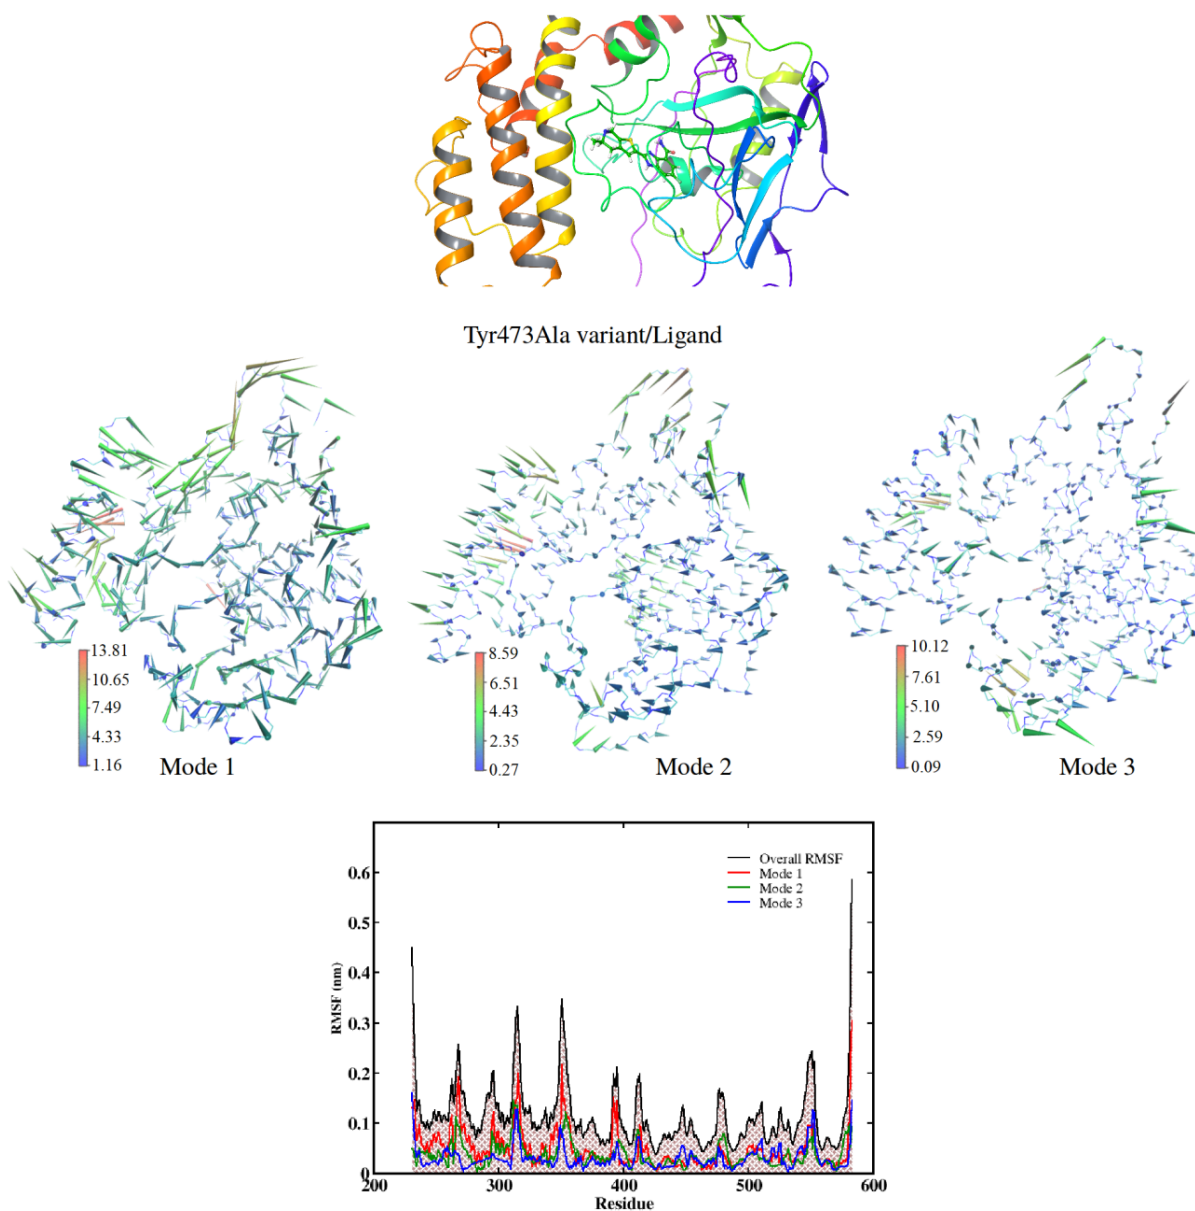 Tyr473Ala variant/Ligand
13.81
10.65
7.49
4.33
1.16
Mode 1
8.59
6.51
4.43
2.35
0.27
Mode 2
10.12
7.61
5.10
2.59
0.09
Mode 3
Overall RMSF
Mode 1
Mode 2
Mode 3
0.6
0.5
0.4
0.3
0.2
0.1
0
RMSF (nm)
200 300 400 500 600
Residue